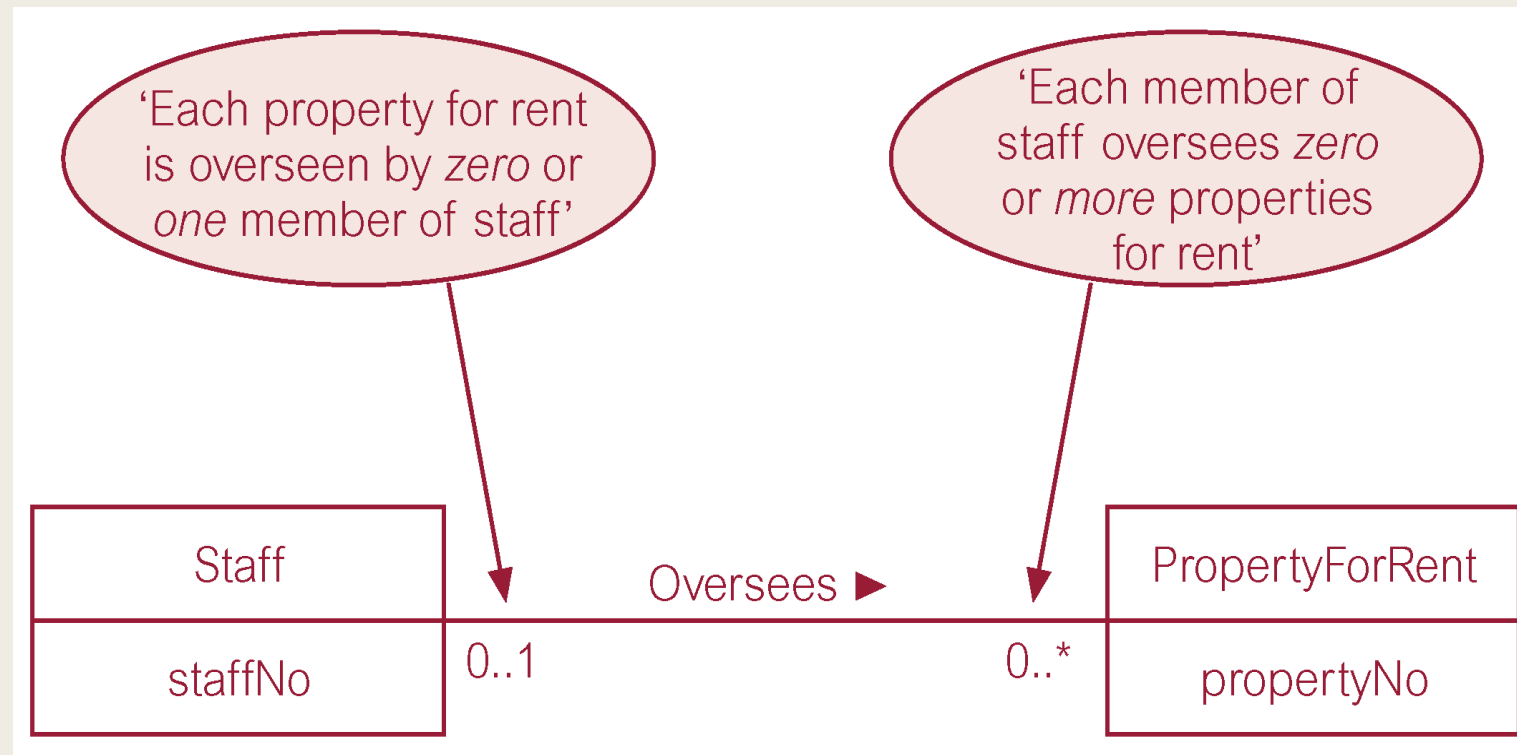 ‘Each property for rent
is overseen by zero or
one member of staff’
‘Each member of
staff oversees zero
or more properties
for rent’
Staff
staffNo
0..1
Oversees ►
0..*
PropertyForRent
propertyNo